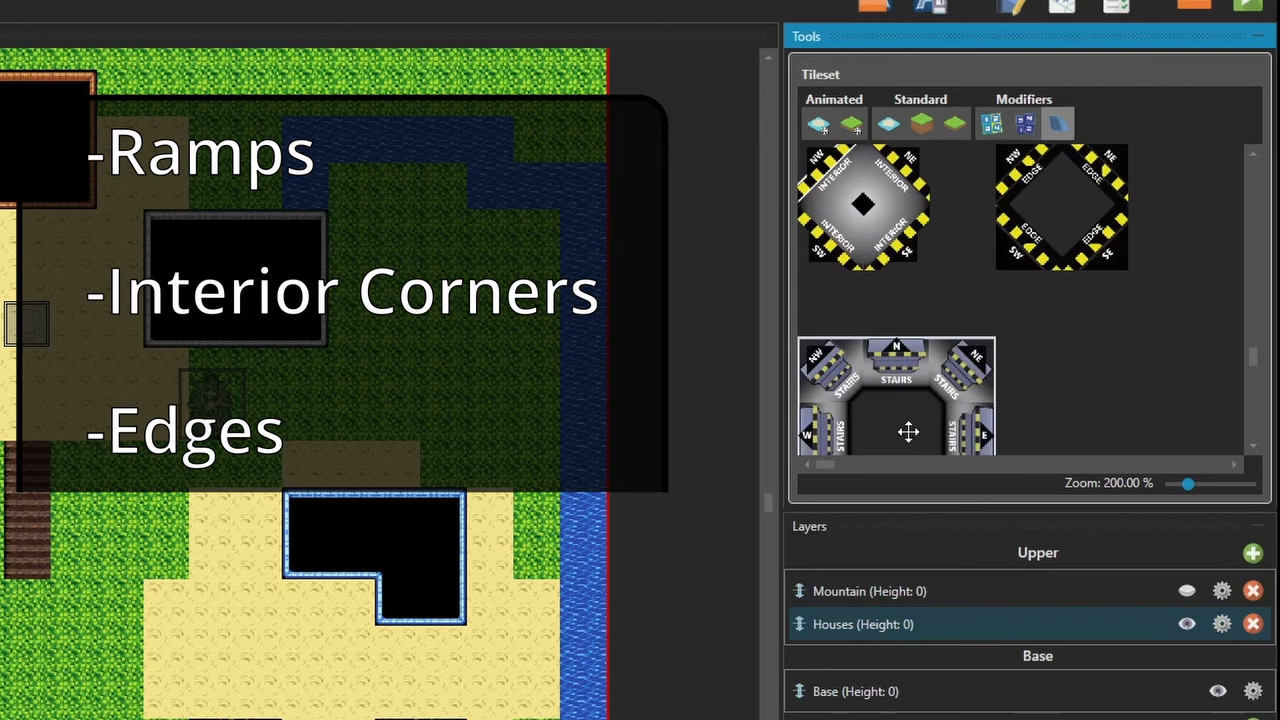 Tools
Tileset
Animated Standard Modifiers
-Ramps
-Interior Corners
-Edges
NW NE
INTERIOR INTERIOR
INTERIOR INTERIOR
SW SE
NW NE
EDGE EDGE
EDGE EDGE
SW SE
NW N NE
STAIRS STAIRS STAIRS
W STAIRS STAIRS E
Zoom: 200.00 %
Layers
Upper
Mountain (Height: 0)
Houses (Height: 0)
Base
Base (Height: 0)